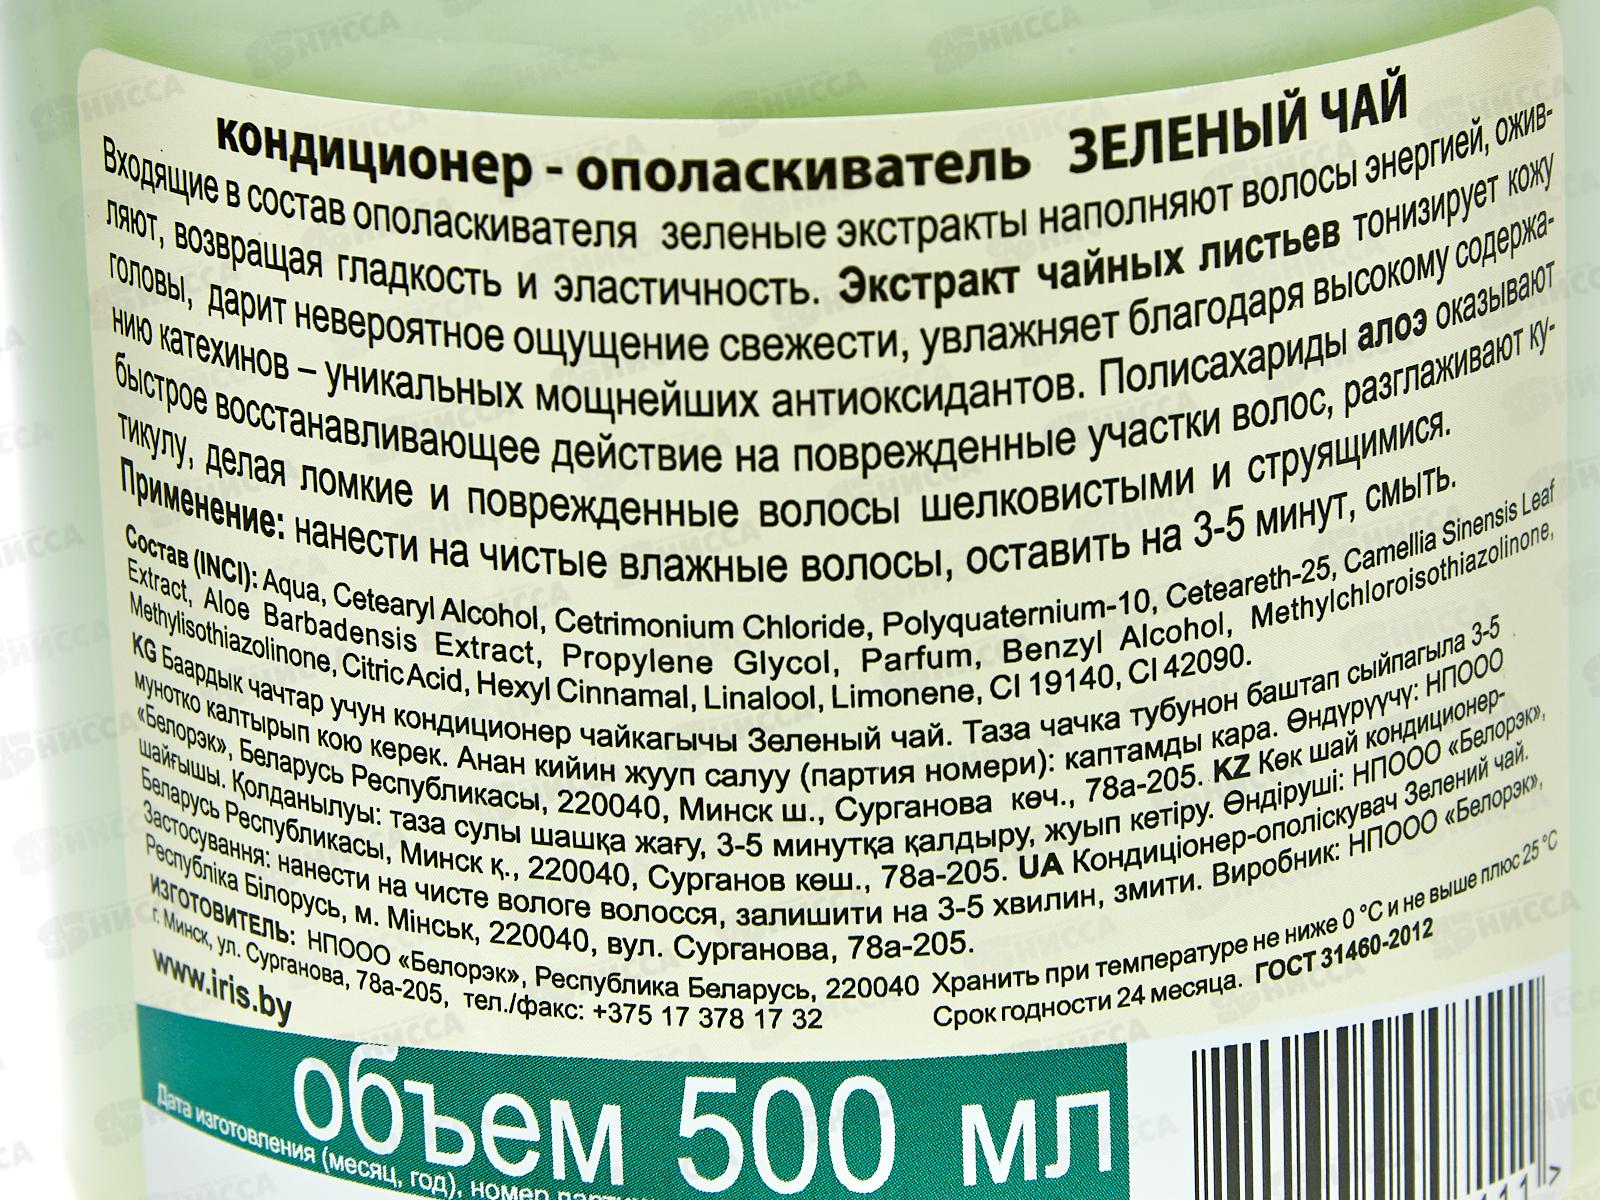 кондиционер - ополаскиватель ЗЕЛЕНЫЙ ЧАЙ
Входящие в состав ополаскивателя зеленые экстракты наполняют волосы энергией, ожив-
ляют, возвращая гладкость и эластичность. Экстракт чайных листьев тонизирует кожу
головы, дарит невероятное ощущение свежести, увлажняет благодаря высокому содержа-
нию катехинов – уникальных мощнейших антиоксидантов. Полисахариды алоэ оказывают
быстрое восстанавливающее действие на поврежденные участки волос, разглаживают ку-
тикулу, делая ломкие и поврежденные волосы шелковистыми и струящимися.
Применение: нанести на чистые влажные волосы, оставить на 3-5 минут, смыть.
Состав (INCI): Aqua, Cetearyl Alcohol, Cetrimonium Chloride, Polyquaternium-10, Ceteareth-25, Camellia Sinensis Leaf
Extract, Aloe Barbadensis Extract, Propylene Glycol, Parfum, Benzyl Alcohol, Methylchloroisothiazolinone,
Methylisothiazolinone, Citric Acid, Hexyl Cinnamal, Linalool, Limonene, CI 19140, CI 42090.
KG Баардык чачтар учун кондиционер чайкагычы Зеленый чай. Таза чачка тубунон баштап сыйпагыла 3-5
мунотко калтырып кою керек. Анан кийин жууп салуу (партия номери): каптамды кара. Өндүрүүчү: НПООО
«Белорэк», Беларусь Республикасы, 220040, Минск ш., Сурганова көч., 78а-205. KZ Көк шай кондиционер-
шайғышы. Қолданылуы: таза сулы шашқа жағу, 3-5 минутқа қалдыру, жуып кетіру. Өндіруші: НПООО «Белорэк»,
Беларусь Республикасы, Минск қ., 220040, Сурганов көш., 78а-205. UA Кондиціонер-ополіскувач Зелений чай.
Застосування: нанести на чисте вологе волосся, залишити на 3-5 хвилин, змити. Виробник: НПООО «Белорэк»,
Республіка Білорусь, м. Мінськ, 220040, вул. Сурганова, 78а-205.
ИЗГОТОВИТЕЛЬ: НПООО «Белорэк», Республика Беларусь, 220040
г. Минск, ул. Сурганова, 78а-205, тел./факс: +375 17 378 17 32
www.iris.by
Хранить при температуре не ниже 0 °C и не выше плюс 25 °C
Срок годности 24 месяца. ГОСТ 31460-2012
объем 500 мл
Дата изготовления (месяц, год), номер
НИССА